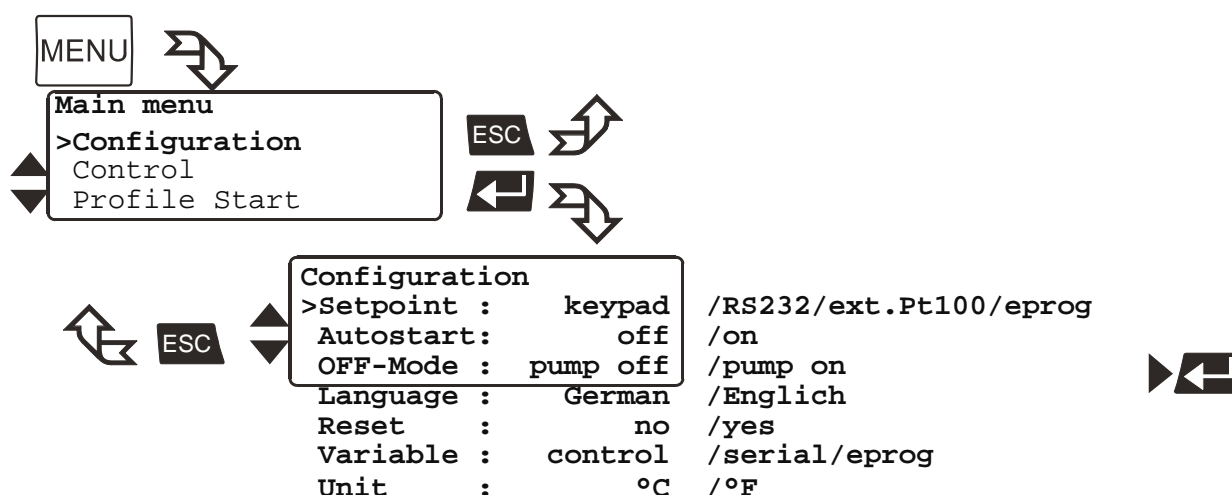 MENU
Main menu
>Configuration
Control
Profile Start
ESC
Configuration
>Setpoint : keypad /RS232/ext.Pt100/eprog
Autostart: off /on
OFF-Mode : pump off /pump on
ESC
Language : German /Englich
Reset : no /yes
Variable : control /serial/eprog
Unit : °C /°F